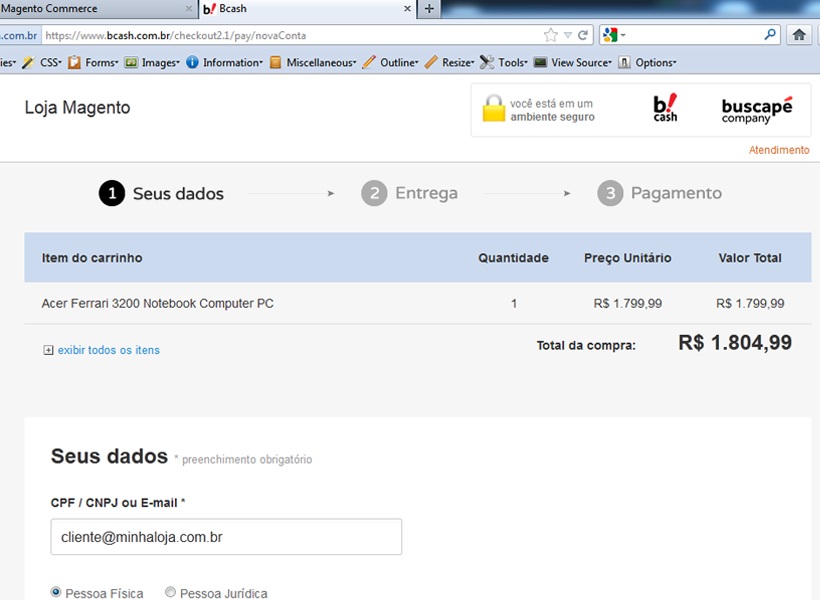 Magento Commerce
b! Bcash
.com.br https://www.bcash.com.br/checkout2.1/pay/novaConta
ies CSS Forms Images Information Miscellaneous Outline Resize Tools View Source Options
Loja Magento
você está em um
ambiente seguro
b!
cash
buscapé
company
Atendimento
1 Seus dados 2 Entrega 3 Pagamento
Item do carrinho Quantidade Preço Unitário Valor Total
Acer Ferrari 3200 Notebook Computer PC 1 R$ 1.799,99 R$ 1.799,99
exibir todos os itens Total da compra: R$ 1.804,99
Seus dados * preenchimento obrigatório
CPF / CNPJ ou E-mail *
cliente@minhaloja.com.br
Pessoa Física Pessoa Jurídica